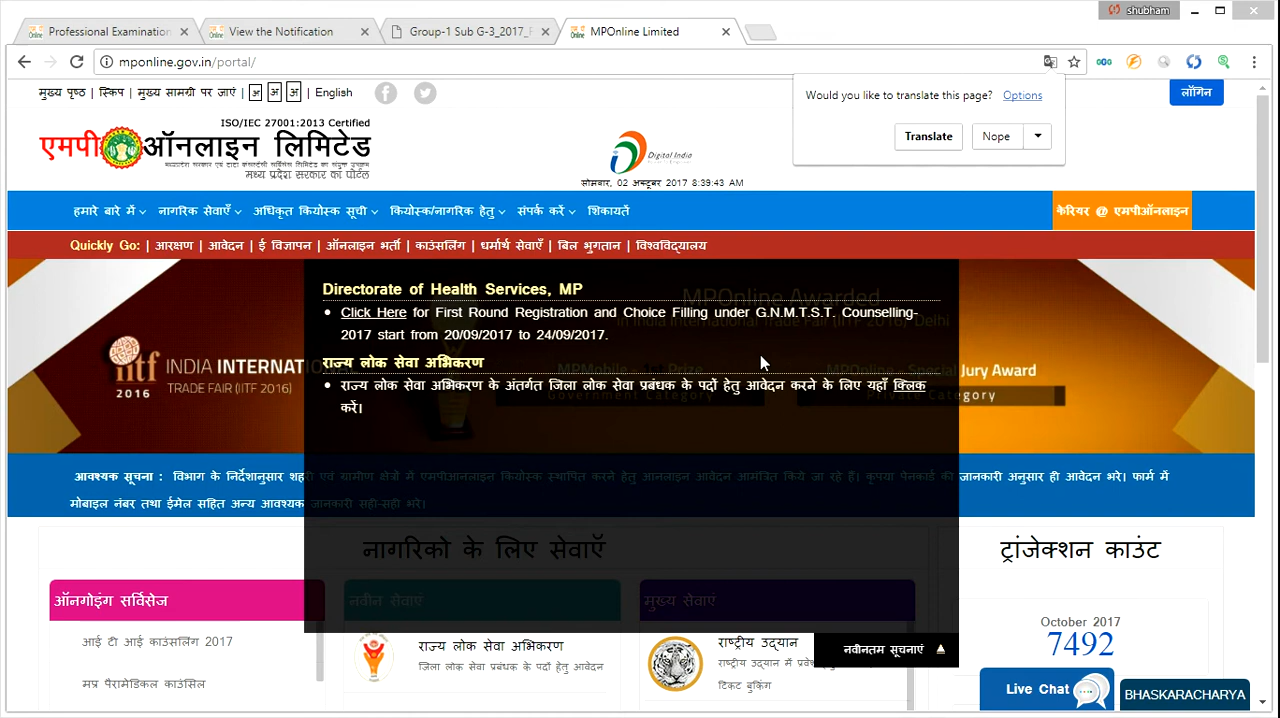 shubham
Professional Examination
View the Notification
Group-1 Sub G-3_2017_F
MPOnline Limited
mponline.gov.in/portal/
Would you like to translate this page? Options
Translate
Nope
मुख्य पृष्ठ | स्किप | मुख्य सामग्री पर जाएं | अ अ अ | English
लॉगिन
ISO/IEC 27001:2013 Certified
एमपी ऑनलाइन लिमिटेड
मध्य प्रदेश सरकार का पोर्टल
Digital India
सोमवार, 02 अक्टूबर 2017 8:39:43 AM
हमारे बारे में
नागरिक सेवाएँ
अधिकृत कियोस्क सूची
कियोस्क/नागरिक हेतु
संपर्क करें
शिकायतें
कैरियर @ एमपीऑनलाइन
Quickly Go: | आरक्षण | आवेदन | ई विज्ञापन | ऑनलाइन भर्ती | काउंसलिंग | धर्मार्थ सेवाएँ | बिल भुगतान | विश्वविद्यालय
Directorate of Health Services, MP
MPOnline Awarded
Click Here for First Round Registration and Choice Filling under G.N.M.T.S.T. Counselling-
in India International Trade Fair (IITF 2016) Delhi
2017 start from 20/09/2017 to 24/09/2017.
राज्य लोक सेवा अभिकरण
राज्य लोक सेवा अभिकरण के अंतर्गत जिला लोक सेवा प्रबंधक के पदों हेतु आवेदन करने के लिए यहाँ क्लिक
करें।
iitf
2016
INDIA INTERNATI
TRADE FAIR (IITF 2016)
Prize
Government Category
Special Jury Award
Private Category
आवश्यक सूचना : विभाग के निर्देशानुसार शहरी एवं ग्रामीण क्षेत्रों में एमपीऑनलाइन कियोस्क स्थापित करने हेतु ऑनलाइन आवेदन आमंत्रित किये जा रहे हैं। कृपया पेनकार्ड की जानकारी अनुसार ही आवेदन भरे। फार्म में
मोबाइल नंबर तथा ईमेल सहित अन्य आवश्यक जानकारी सही-सही भरे।
नागरिको के लिए सेवाएँ
ट्रांजेक्शन काउंट
ऑनगोइंग सर्विसेज
नवीन सेवाएं
मुख्य सेवाएं
आई टी आई काउंसलिंग 2017
मप्र पैरामेडिकल काउंसिल
राज्य लोक सेवा अभिकरण
जिला लोक सेवा प्रबंधक के पदों हेतु आवेदन
राष्ट्रीय उद्यान
राष्ट्रीय उद्यान में प्रवे
टिकट बुकिंग
नवीनतम सूचनाएं
October 2017
7492
Live Chat
BHASKARACHARYA